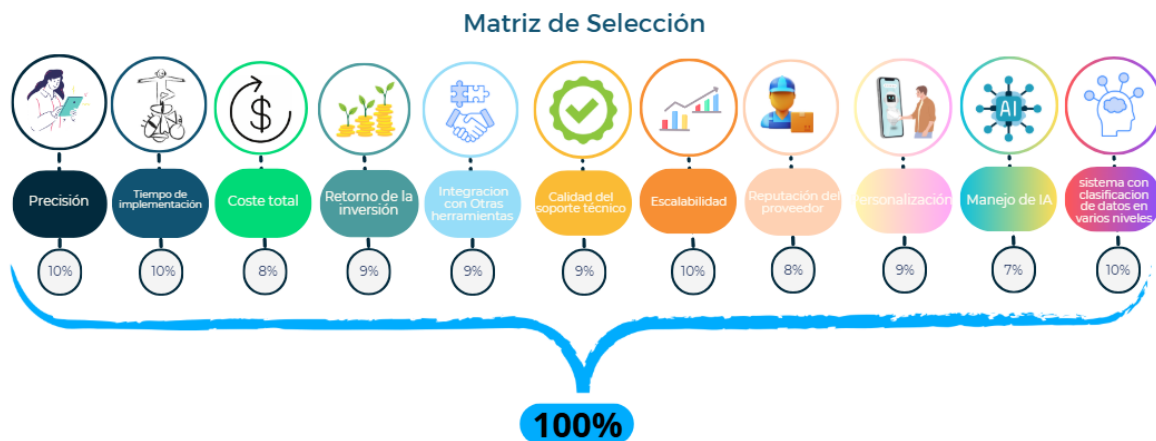 Matriz de Selección
AI
Precisión
Tiempo de
implementación
Coste total
Retorno de la
inversión
Integracion
con Otras
herramientas
Calidad del
soporte técnico
Escalabilidad
Reputación del
proveedor
Personalización
Manejo de IA
sistema con
clasificacion
de datos en
varios niveles
10%
10%
8%
9%
9%
9%
10%
8%
9%
7%
10%
100%